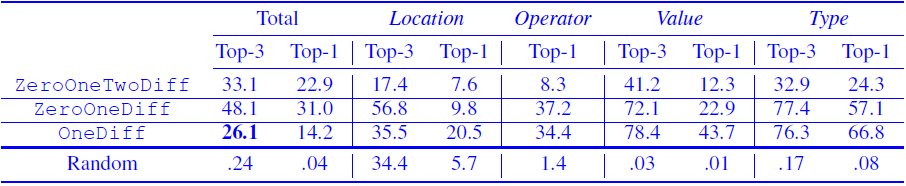 Total Location Operator Value Type
Top-3 Top-1 Top-3 Top-1 Top-1 Top-3 Top-1 Top-3 Top-1
ZeroOneTwoDiff 33.1 22.9 17.4 7.6 8.3 41.2 12.3 32.9 24.3
ZeroOneDiff 48.1 31.0 56.8 9.8 37.2 72.1 22.9 77.4 57.1
OneDiff 26.1 14.2 35.5 20.5 34.4 78.4 43.7 76.3 66.8
Random .24 .04 34.4 5.7 1.4 .03 .01 .17 .08